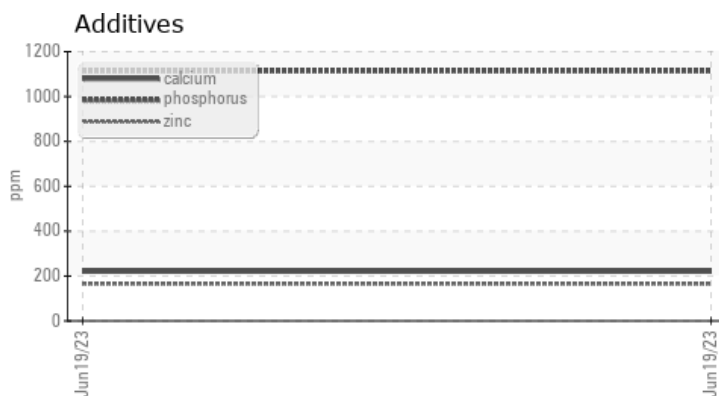 Additives
1200
1000
800
600
400
200
0
ppm
calcium
phosphorus
zinc
Jun19/23
Jun19/23